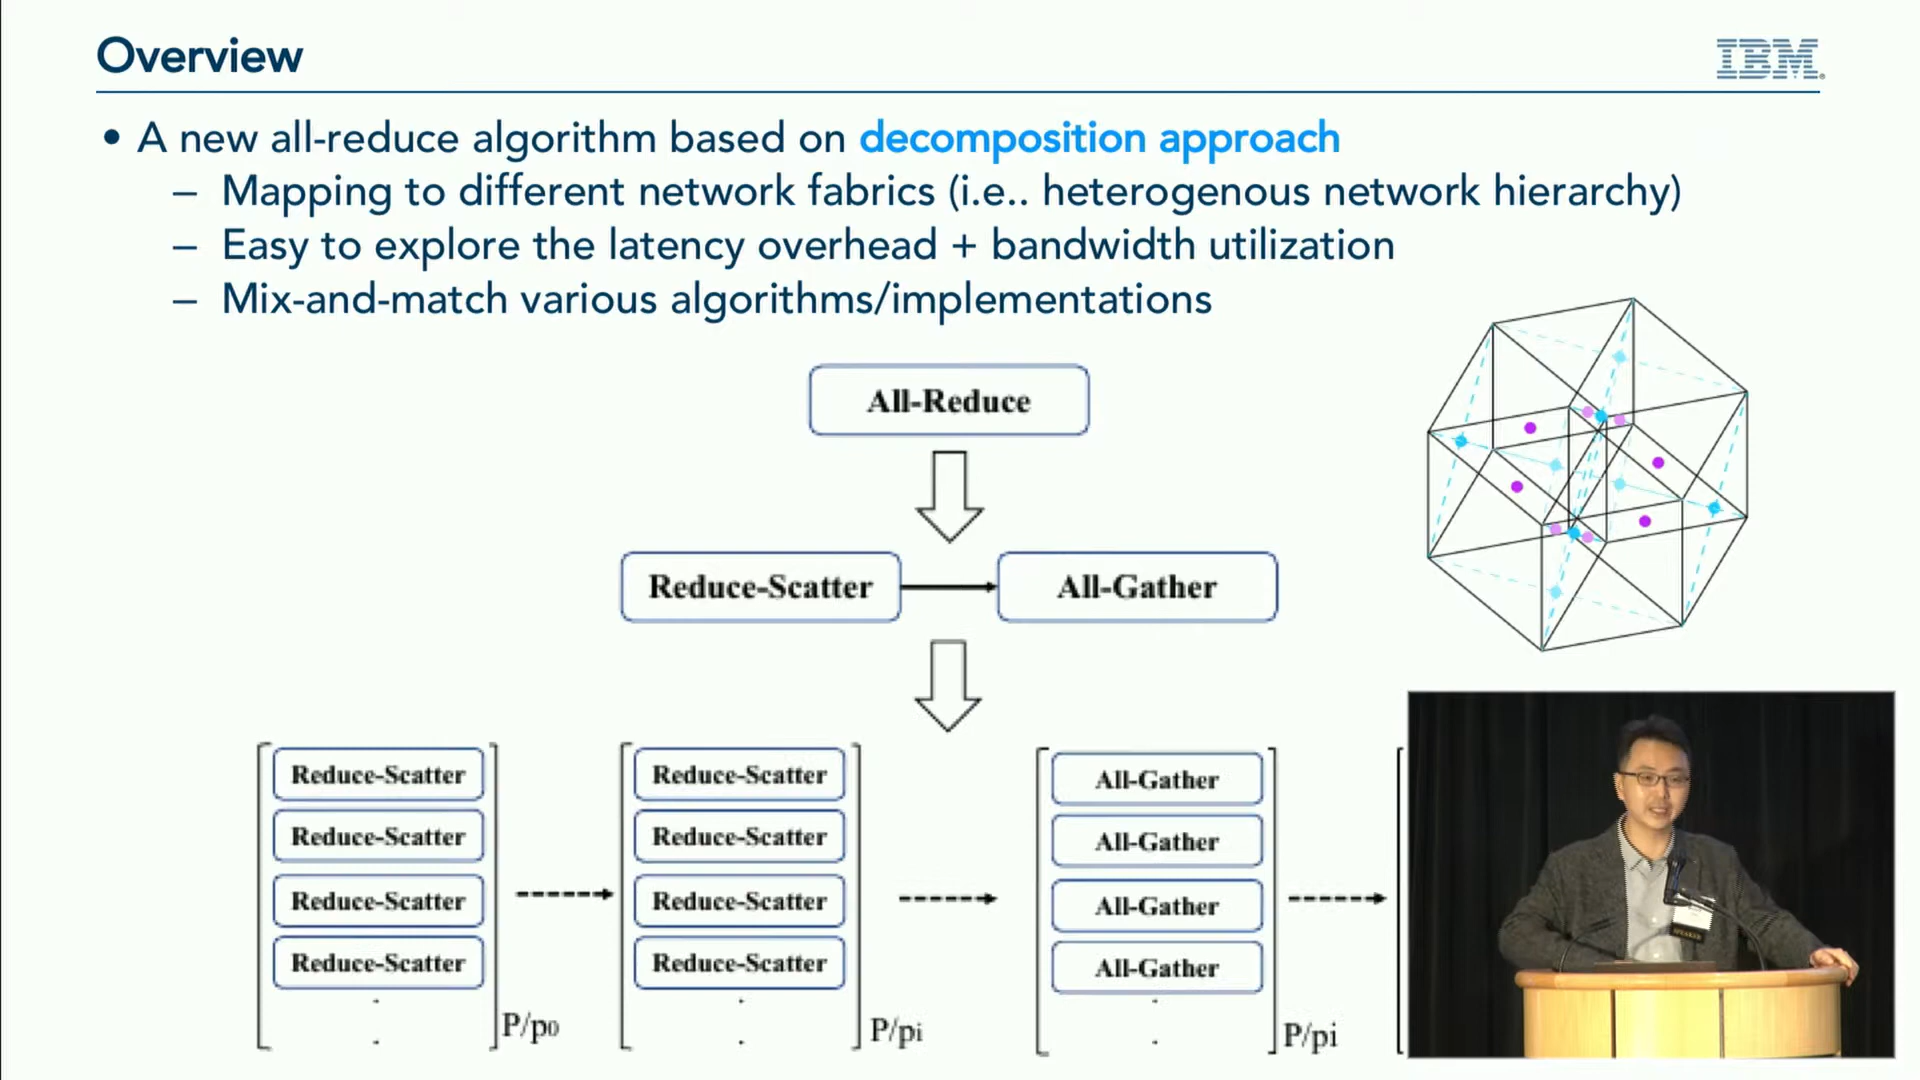 Overview
IBM
• A new all-reduce algorithm based on decomposition approach
– Mapping to different network fabrics (i.e.. heterogenous network hierarchy)
– Easy to explore the latency overhead + bandwidth utilization
– Mix-and-match various algorithms/implementations
All-Reduce
Reduce-Scatter
All-Gather
Reduce-Scatter
Reduce-Scatter
Reduce-Scatter
Reduce-Scatter
P/p0
Reduce-Scatter
Reduce-Scatter
Reduce-Scatter
Reduce-Scatter
P/pi
All-Gather
All-Gather
All-Gather
All-Gather
P/pi
SPEAKER